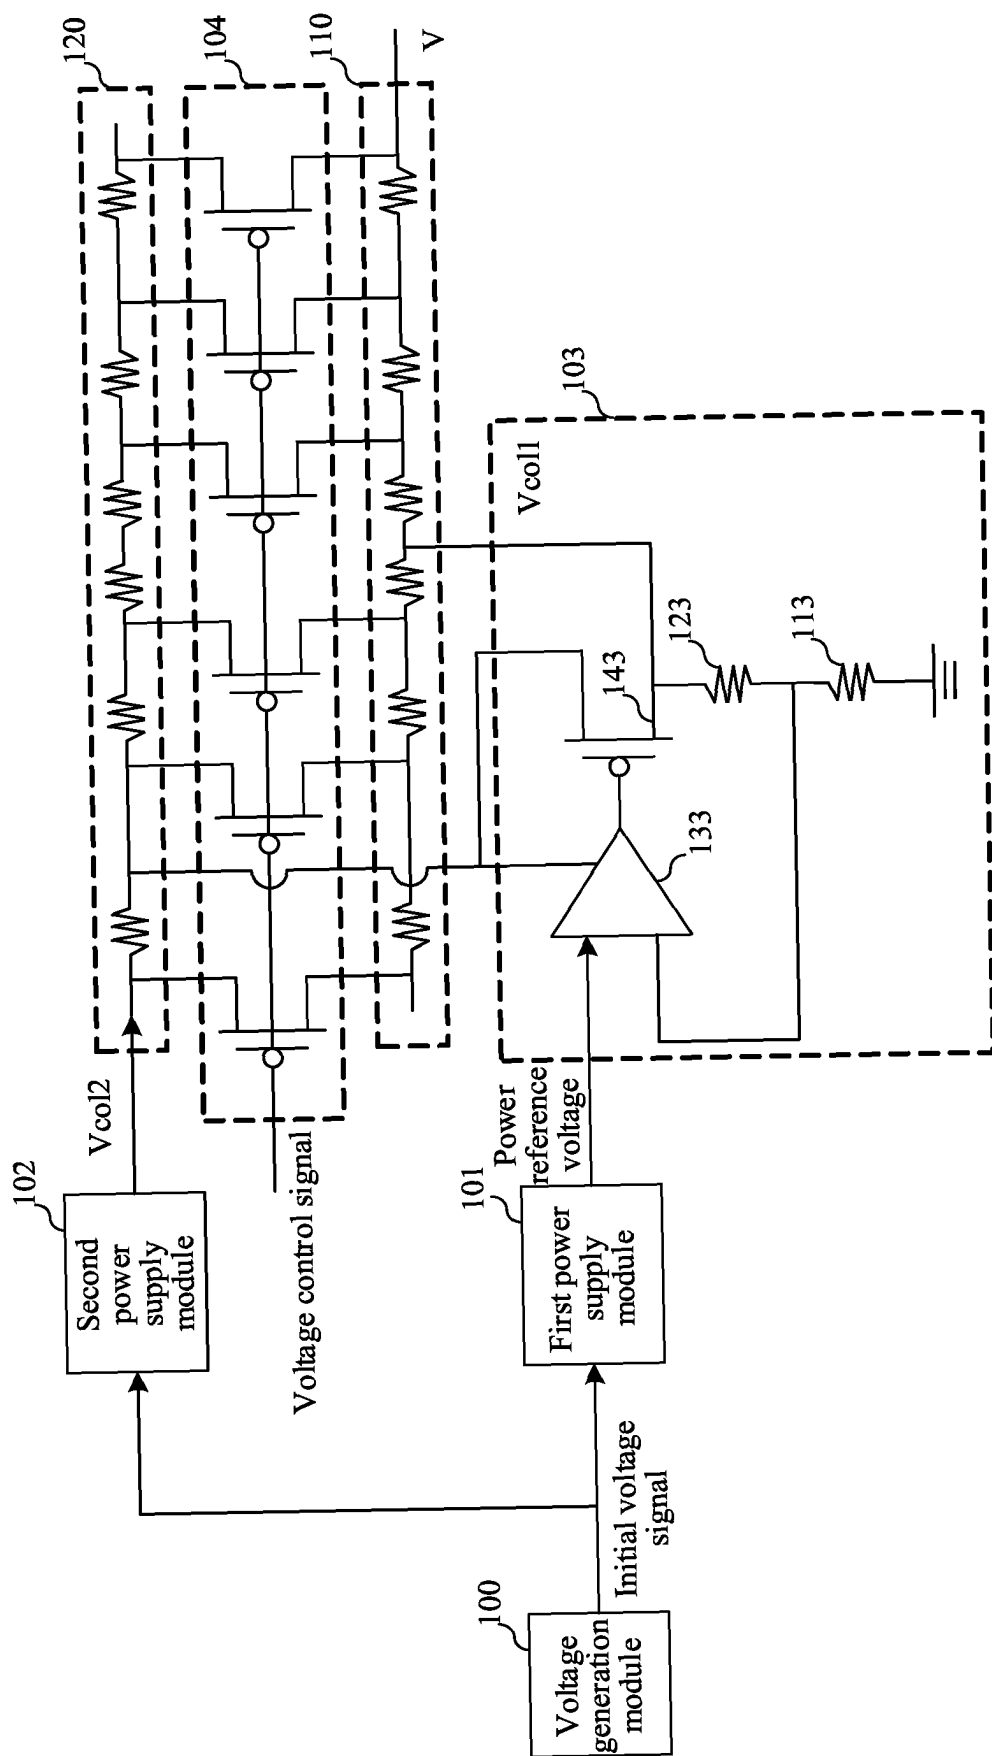 120
104
110
V
103
Vcol1
123
113
143
133
Vcol2
102
Second
power
supply
module
Voltage control signal
Power
reference
voltage
101
First power
supply
module
Initial voltage
signal
100
Voltage
generation
module